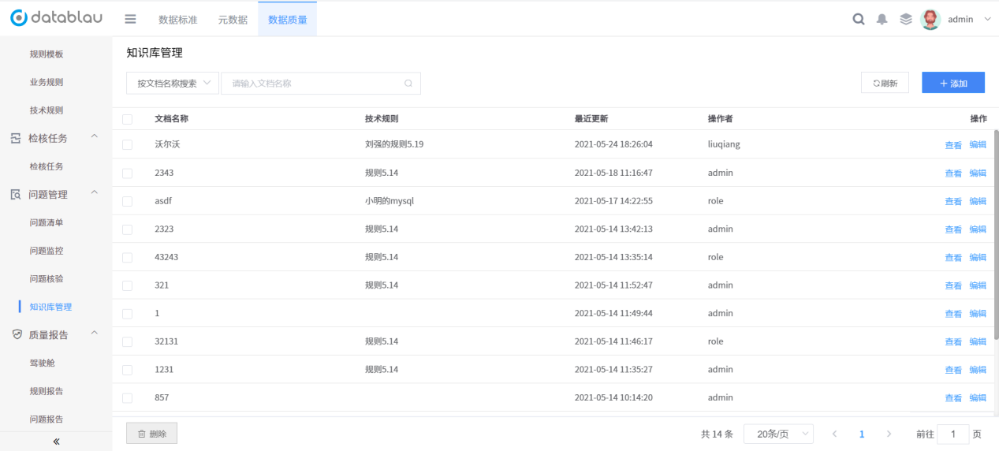 datablau
数据标准 元数据 数据质量
admin
规则模板
业务规则
技术规则
检核任务
检核任务
问题管理
问题清单
问题监控
问题核验
知识库管理
质量报告
驾驶舱
规则报告
问题报告
知识库管理
按文档名称搜索 请输入文档名称 刷新 + 添加
文档名称 技术规则 最近更新 操作者 操作
沃尔沃 刘强的规则5.19 2021-05-24 18:26:04 liuqiang 查看 编辑
2343 规则5.14 2021-05-18 11:16:47 admin 查看 编辑
asdf 小明的mysql 2021-05-17 14:22:55 role 查看 编辑
2323 规则5.14 2021-05-14 13:42:13 admin 查看 编辑
43243 规则5.14 2021-05-14 13:35:14 role 查看 编辑
321 规则5.14 2021-05-14 11:52:47 admin 查看 编辑
1 2021-05-14 11:49:44 admin 查看 编辑
32131 规则5.14 2021-05-14 11:46:17 role 查看 编辑
1231 规则5.14 2021-05-14 11:35:27 admin 查看 编辑
857 2021-05-14 10:14:20 admin 查看 编辑
删除 共 14 条 20条/页 1 前往 1 页